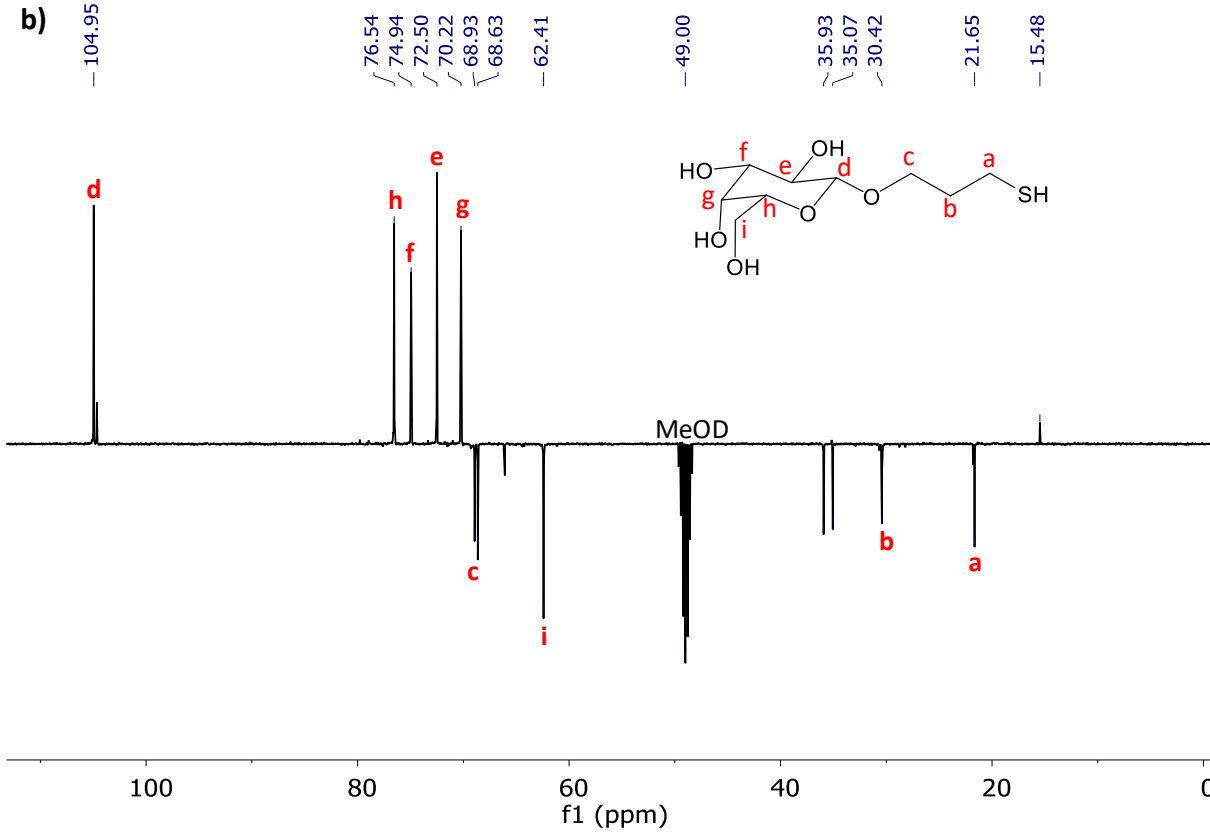 b)
104.95
76.54
74.94
72.50
70.22
68.93
68.63
62.41
49.00
35.93
35.07
30.42
21.65
15.48
d
h
f
e
g
c
i
MeOD
b
a
f
OH
HO
e
d
c
a
g
h
O
O
b
SH
HO
i
OH
100
80
60
40
20
0
f1 (ppm)